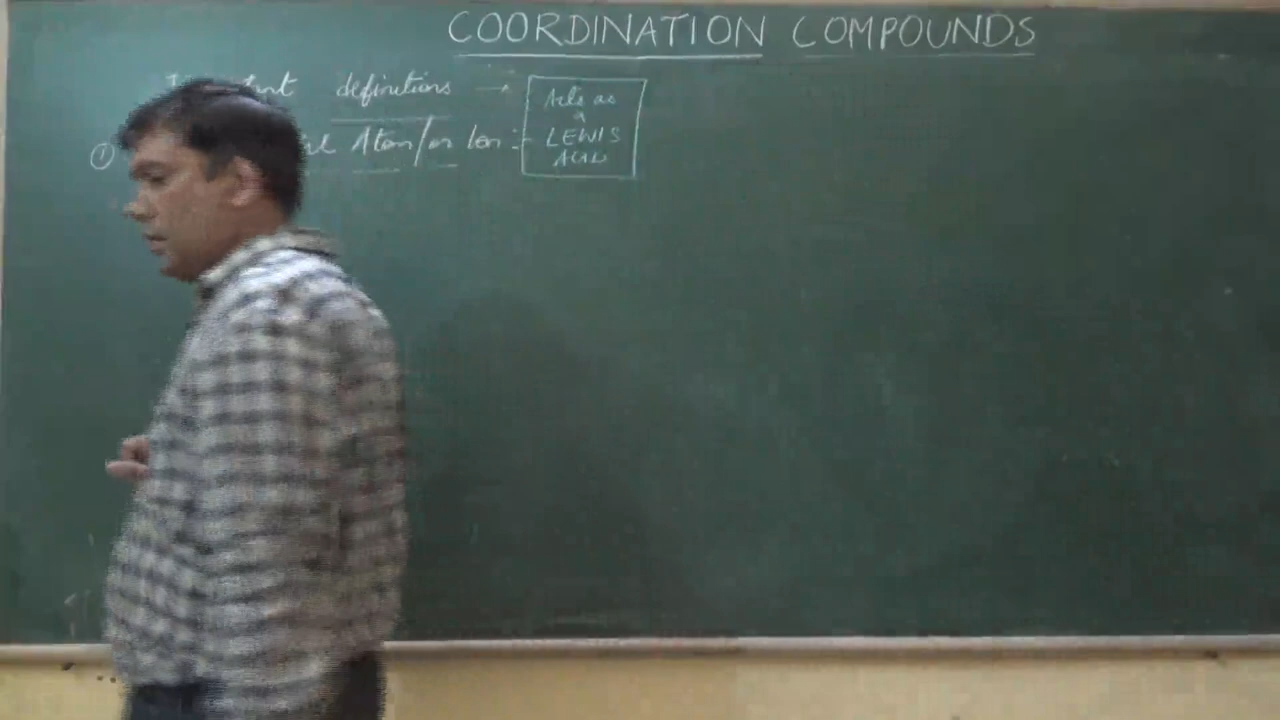 COORDINATION COMPOUNDS
definitions →
① Atom/or Ion :-
Acts as
a
LEWIS
ACID